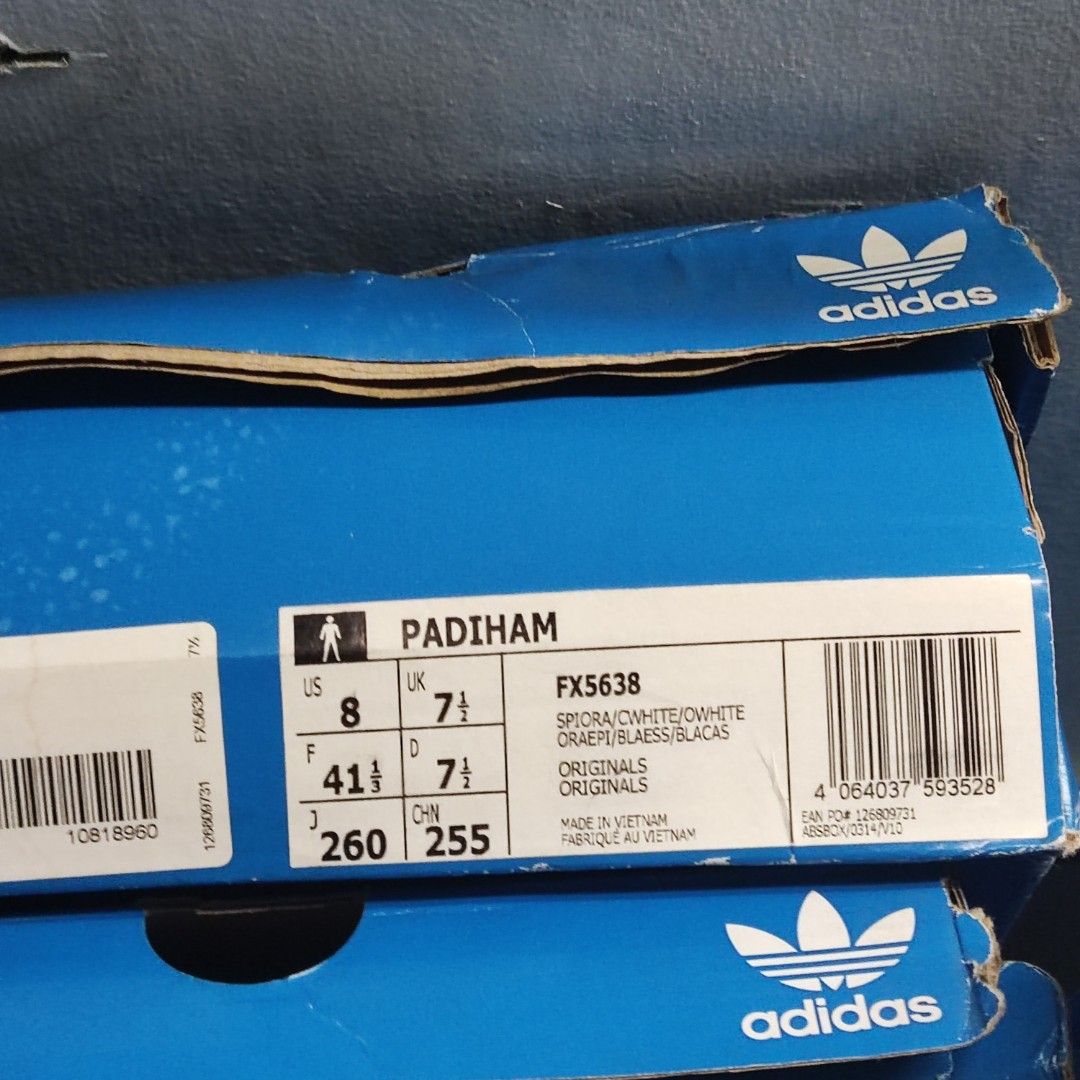 adidas
PADIHAM
US 8
UK 7½
F 41⅓
D 7½
J 260
CHN 255
FX5638
SPIORA/CWHITE/OWHITE
ORAEPI/BLAESS/BLACAS
ORIGINALS
ORIGINALS
MADE IN VIETNAM
FABRIQUÉ AU VIETNAM
4 064037 593528
EAN PO# 126809731
ABSBOX/0314/V10
10818960
126809731 FX5638 7½
adidas